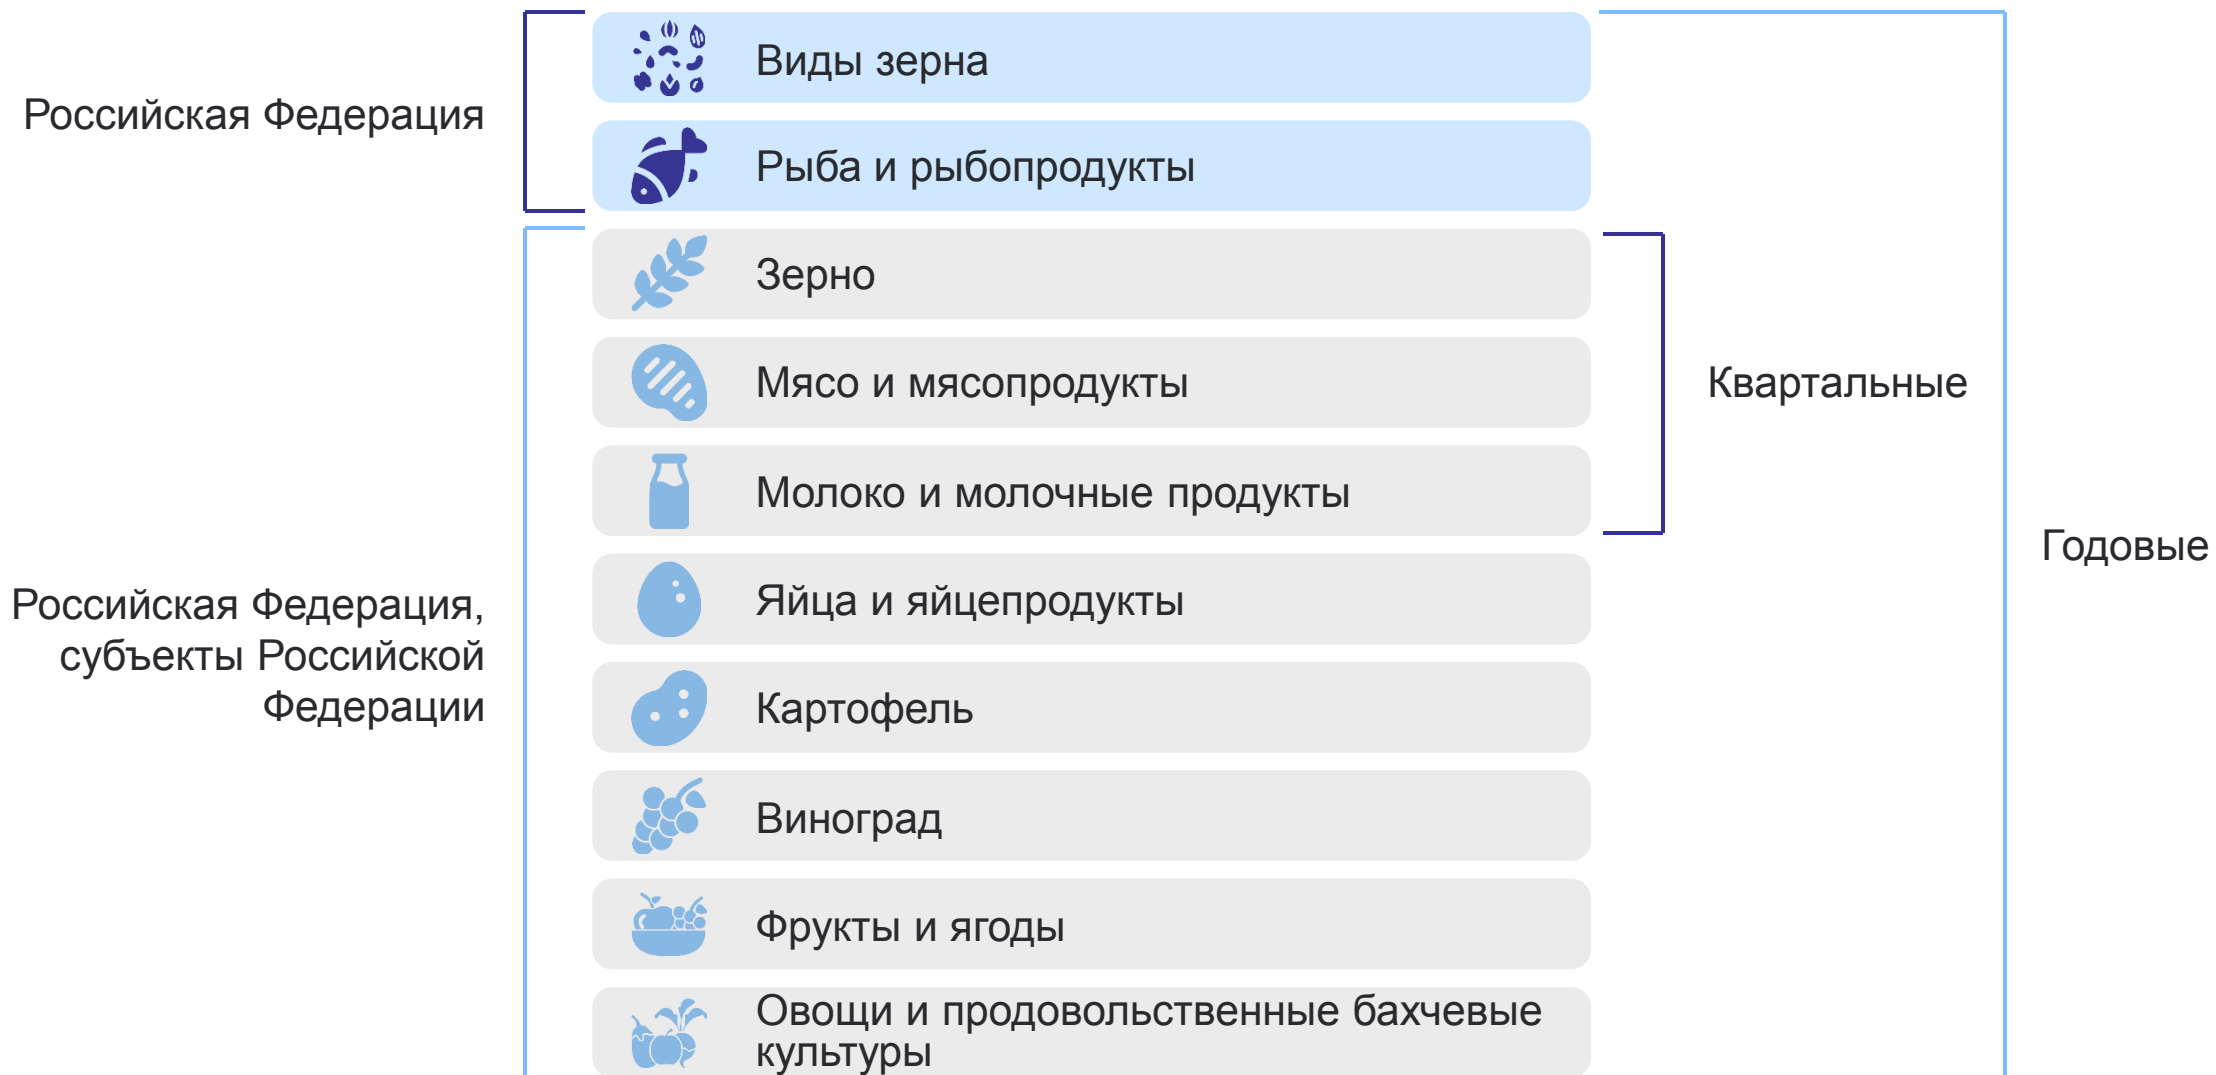 Российская Федерация
Виды зерна
Рыба и рыбопродукты
Российская Федерация,
субъекты Российской
Федерации
Зерно
Мясо и мясопродукты
Молоко и молочные продукты
Яйца и яйцепродукты
Картофель
Виноград
Фрукты и ягоды
Овощи и продовольственные бахчевые
культуры
Квартальные
Годовые